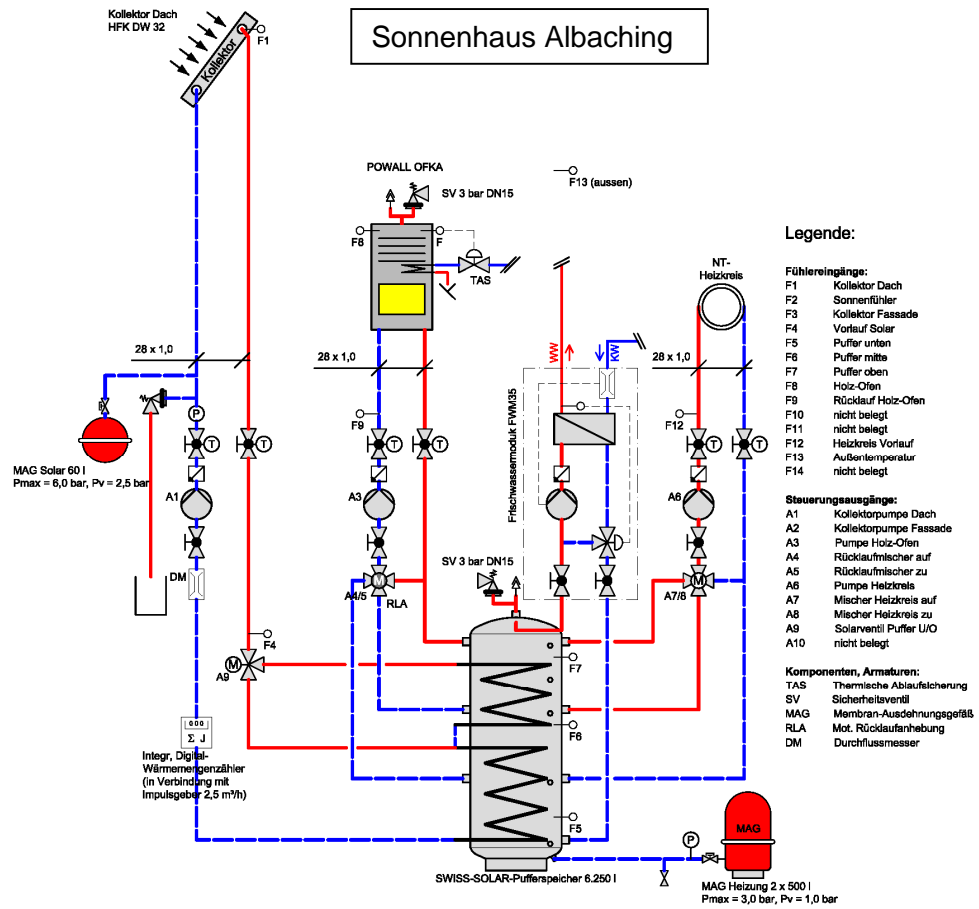 Kollektor Dach
HFK DW 32
Sonnenhaus Albaching
F1
Kollektor
POWALL OFKA
F13 (aussen)
SV 3 bar DN15
F8
F
TAS
NT-
Heizkreis
Legende:
Fühlereingänge:
F1 Kollektor Dach
F2 Sonnenfühler
F3 Kollektor Fassade
F4 Vorlauf Solar
F5 Puffer unten
F6 Puffer mitte
F7 Puffer oben
F8 Holz-Ofen
F9 Rücklauf Holz-Ofen
F10 nicht belegt
F11 nicht belegt
F12 Heizkreis Vorlauf
F13 Außentemperatur
F14 nicht belegt
Steuerungsausgänge:
A1 Kollektorpumpe Dach
A2 Kollektorpumpe Fassade
A3 Pumpe Holz-Ofen
A4 Rücklaufmischer auf
A5 Rücklaufmischer zu
A6 Pumpe Heizkreis
A7 Mischer Heizkreis auf
A8 Mischer Heizkreis zu
A9 Solarventil Puffer U/O
A10 nicht belegt
Komponenten, Armaturen:
TAS Thermische Ablaufsicherung
SV Sicherheitsventil
MAG Membran-Ausdehnungsgefäß
RLA Mot. Rücklaufanhebung
DM Durchflussmesser
28 x 1,0
28 x 1,0
WW
KW
28 x 1,0
P
F9
F12
T
T
T
T
T
T
MAG Solar 60 l
Pmax = 6,0 bar, Pv = 2,5 bar
A1
A3
Frischwassermoduk FWM35
A6
DM
SV 3 bar DN15
M
A4/5
RLA
M
A7/8
F4
M
A9
F7
F6
F5
000
Σ J
Integr, Digital-
Wärmemengenzähler
(in Verbindung mit
Impulsgeber 2,5 m³/h)
SWISS-SOLAR-Pufferspeicher 6.250 l
P
MAG
MAG Heizung 2 x 500 l
Pmax = 3,0 bar, Pv = 1,0 bar